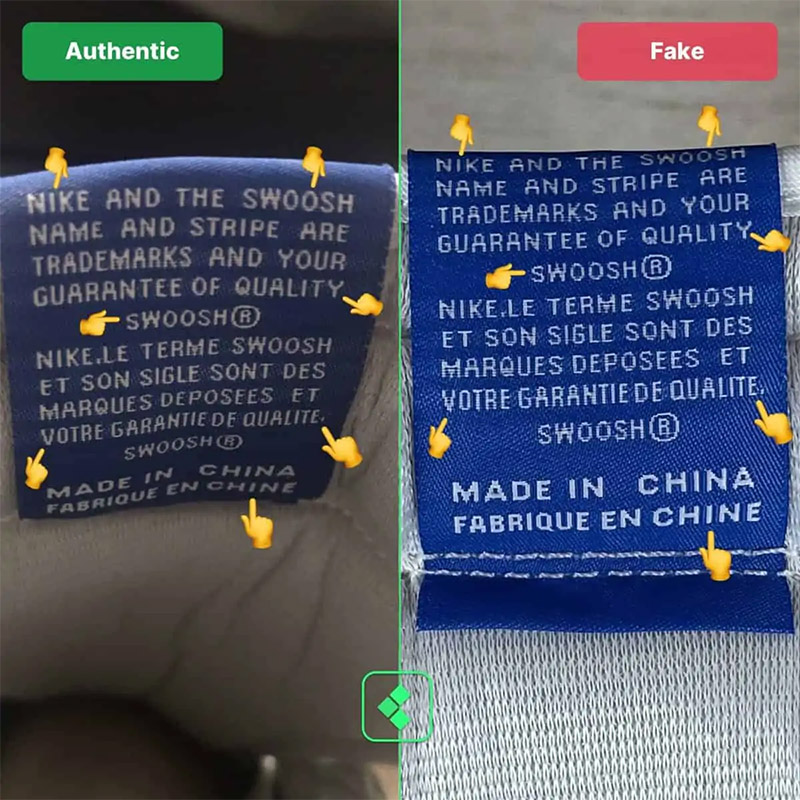 Authentic
NIKE AND THE SWOOSH
NAME AND STRIPE ARE
TRADEMARKS AND YOUR
GUARANTEE OF QUALITY
SWOOSH®
NIKE.LE TERME SWOOSH
ET SON SIGLE SONT DES
MARQUES DEPOSEES ET
VOTRE GARANTIE DE QUALITE.
SWOOSH®
MADE IN CHINA
FABRIQUE EN CHINE
Fake
NIKE AND THE SWOOSH
NAME AND STRIPE ARE
TRADEMARKS AND YOUR
GUARANTEE OF QUALITY
SWOOSH®
NIKE.LE TERME SWOOSH
ET SON SIGLE SONT DES
MARQUES DEPOSEES ET
VOTRE GARANTIE DE QUALITE.
SWOOSH®
MADE IN CHINA
FABRIQUE EN CHINE